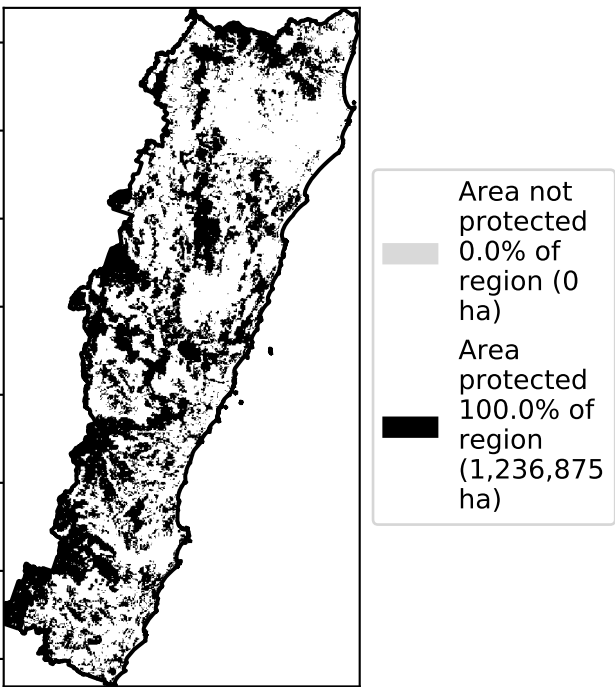 Area not
protected
0.0% of
region (0
ha)
Area
protected
100.0% of
region
(1,236,875
ha)